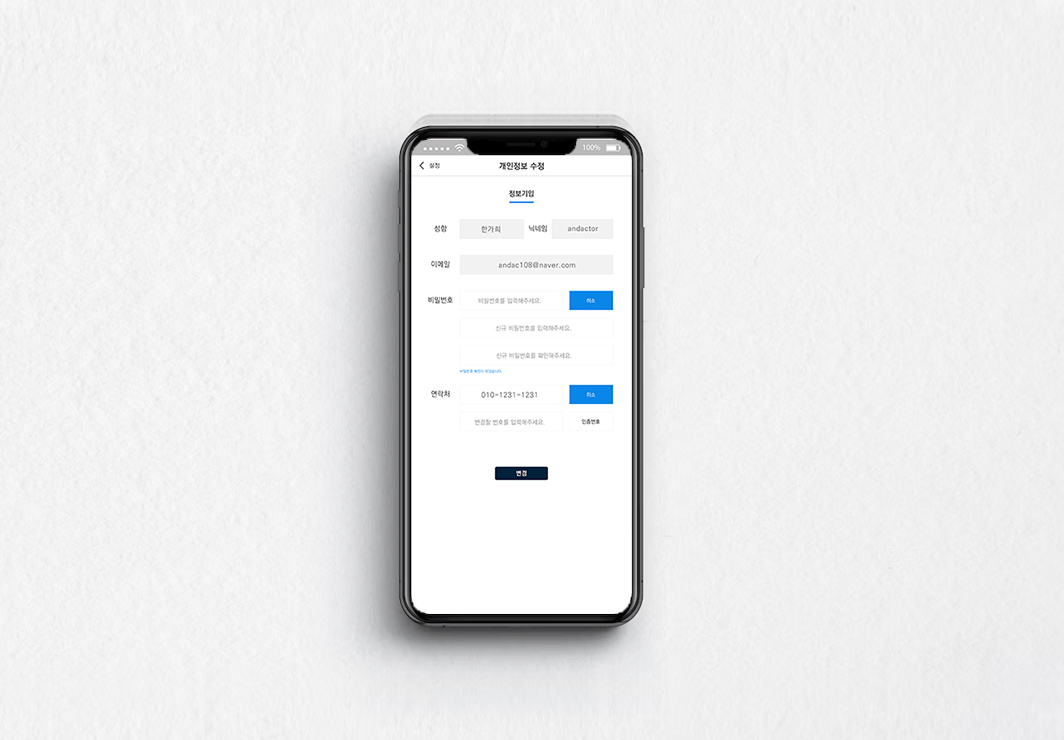 100%
설정 개인정보 수정
정보기입
성함 한가희 닉네임 andactor
이메일 andac108@naver.com
비밀번호 비밀번호를 입력해주세요. 취소
신규 비밀번호를 입력해주세요.
신규 비밀번호를 확인해주세요.
연락처 010-1231-1231 취소
변경할 번호를 입력해주세요. 인증번호
변경